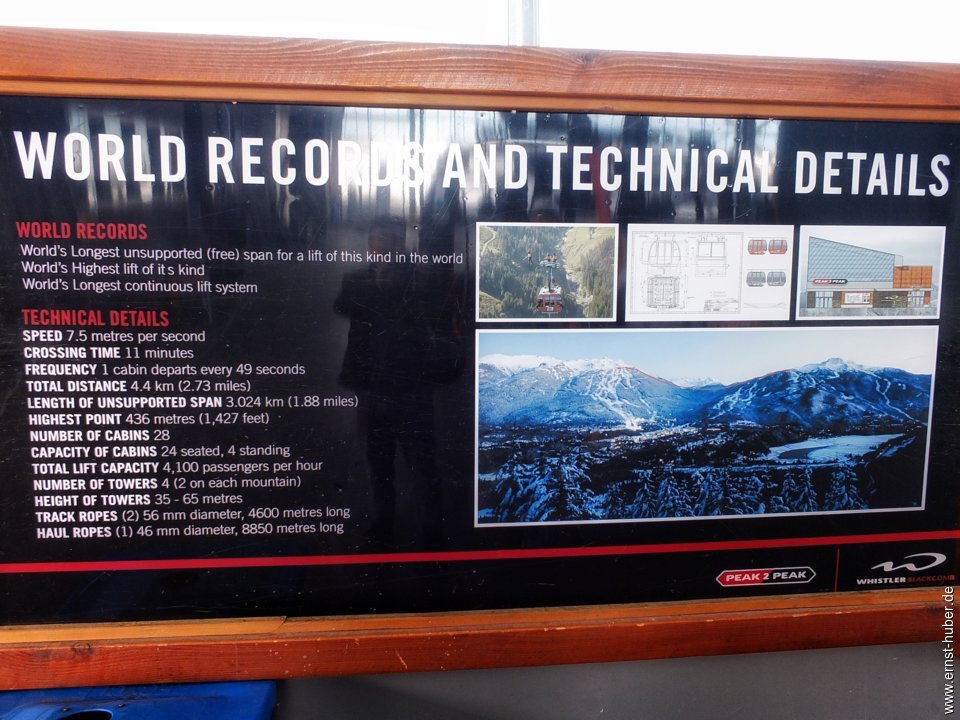 WORLD RECORDS AND TECHNICAL DETAILS
WORLD RECORDS
World's Longest unsupported (free) span for a lift of this kind in the world
World's Highest lift of it s kind
World's Longest continuous lift system
TECHNICAL DETAILS
SPEED 7.5 metres per second
CROSSING TIME 11 minutes
FREQUENCY 1 cabin departs every 49 seconds
TOTAL DISTANCE 4.4 km (2.73 miles)
LENGTH OF UNSUPPORTED SPAN 3.024 km (1.88 miles)
HIGHEST POINT 436 metres (1,427 feet)
NUMBER OF CABINS 28
CAPACITY OF CABINS 24 seated, 4 standing
TOTAL LIFT CAPACITY 4,100 passengers per hour
NUMBER OF TOWERS 4 (2 on each mountain)
HEIGHT OF TOWERS 35 - 65 metres
TRACK ROPES (2) 56 mm diameter, 4600 metres long
HAUL ROPES (1) 46 mm diameter, 8850 metres long
PEAK 2 PEAK
PEAK 2 PEAK
WHISTLER BLACKCOMB
www.ernst-huber.de